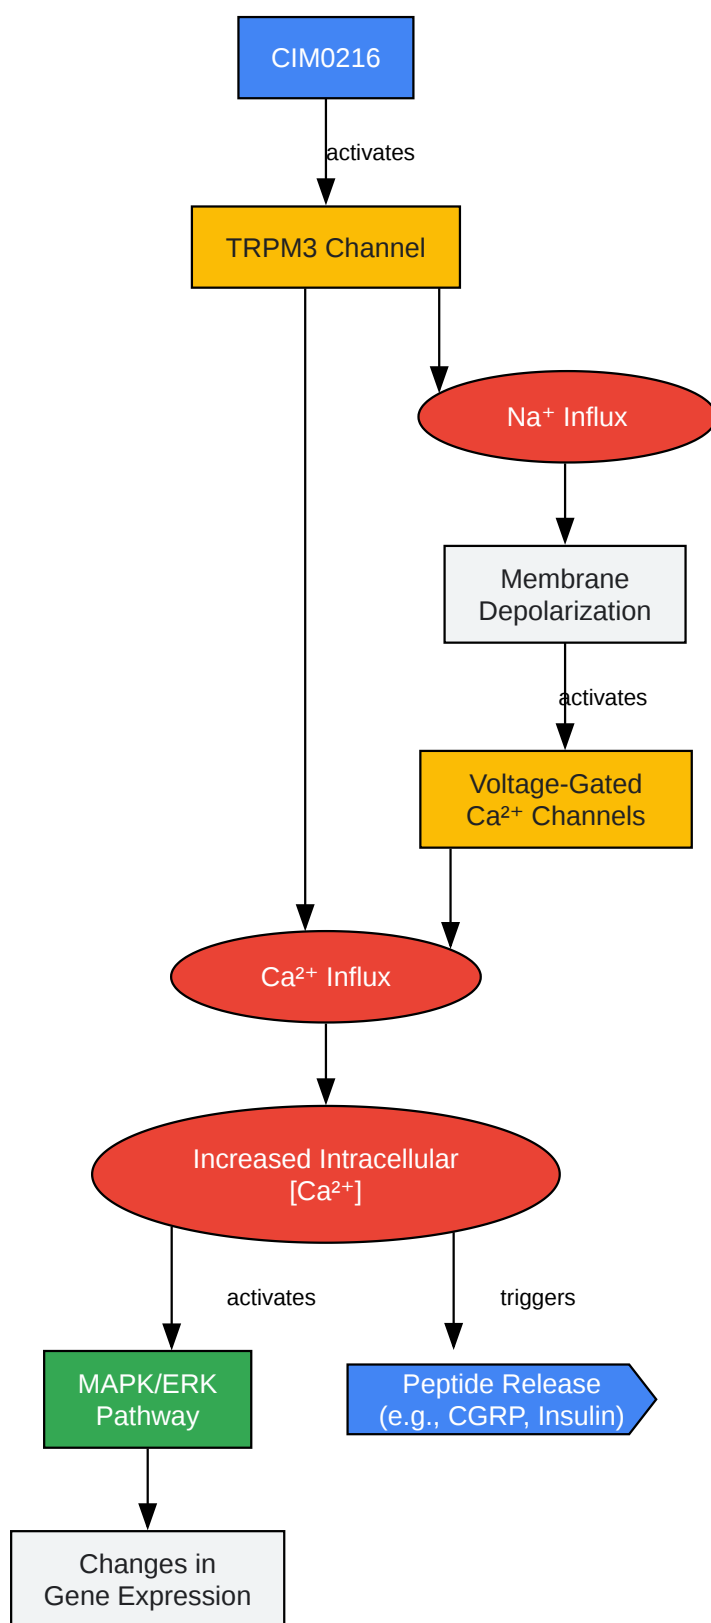 CIM0216
activates
TRPM3 Channel
Na⁺ Influx
Membrane
Depolarization
activates
Voltage-Gated
Ca²⁺ Channels
Ca²⁺ Influx
Increased Intracellular
[Ca²⁺]
activates
triggers
MAPK/ERK
Pathway
Peptide Release
(e.g., CGRP, Insulin)
Changes in
Gene Expression